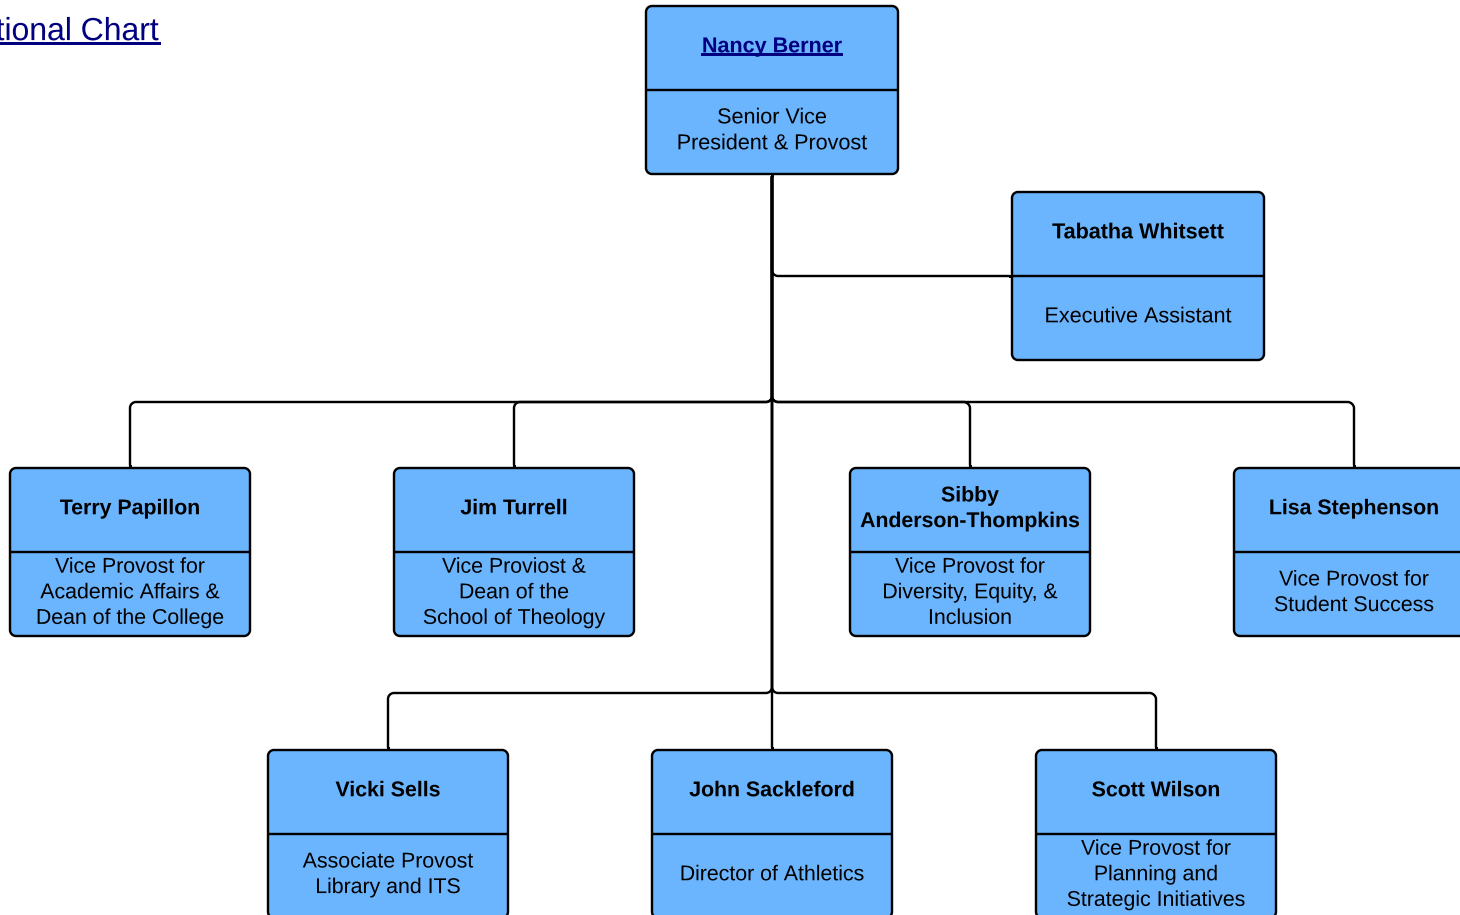 tional Chart
Nancy Berner
Senior Vice
President & Provost
Tabatha Whitsett
Executive Assistant
Terry Papillon
Vice Provost for
Academic Affairs &
Dean of the College
Jim Turrell
Vice Proviost &
Dean of the
School of Theology
Sibby
Anderson-Thompkins
Vice Provost for
Diversity, Equity, &
Inclusion
Lisa Stephenson
Vice Provost for
Student Success
Vicki Sells
Associate Provost
Library and ITS
John Sackleford
Director of Athletics
Scott Wilson
Vice Provost for
Planning and
Strategic Initiatives